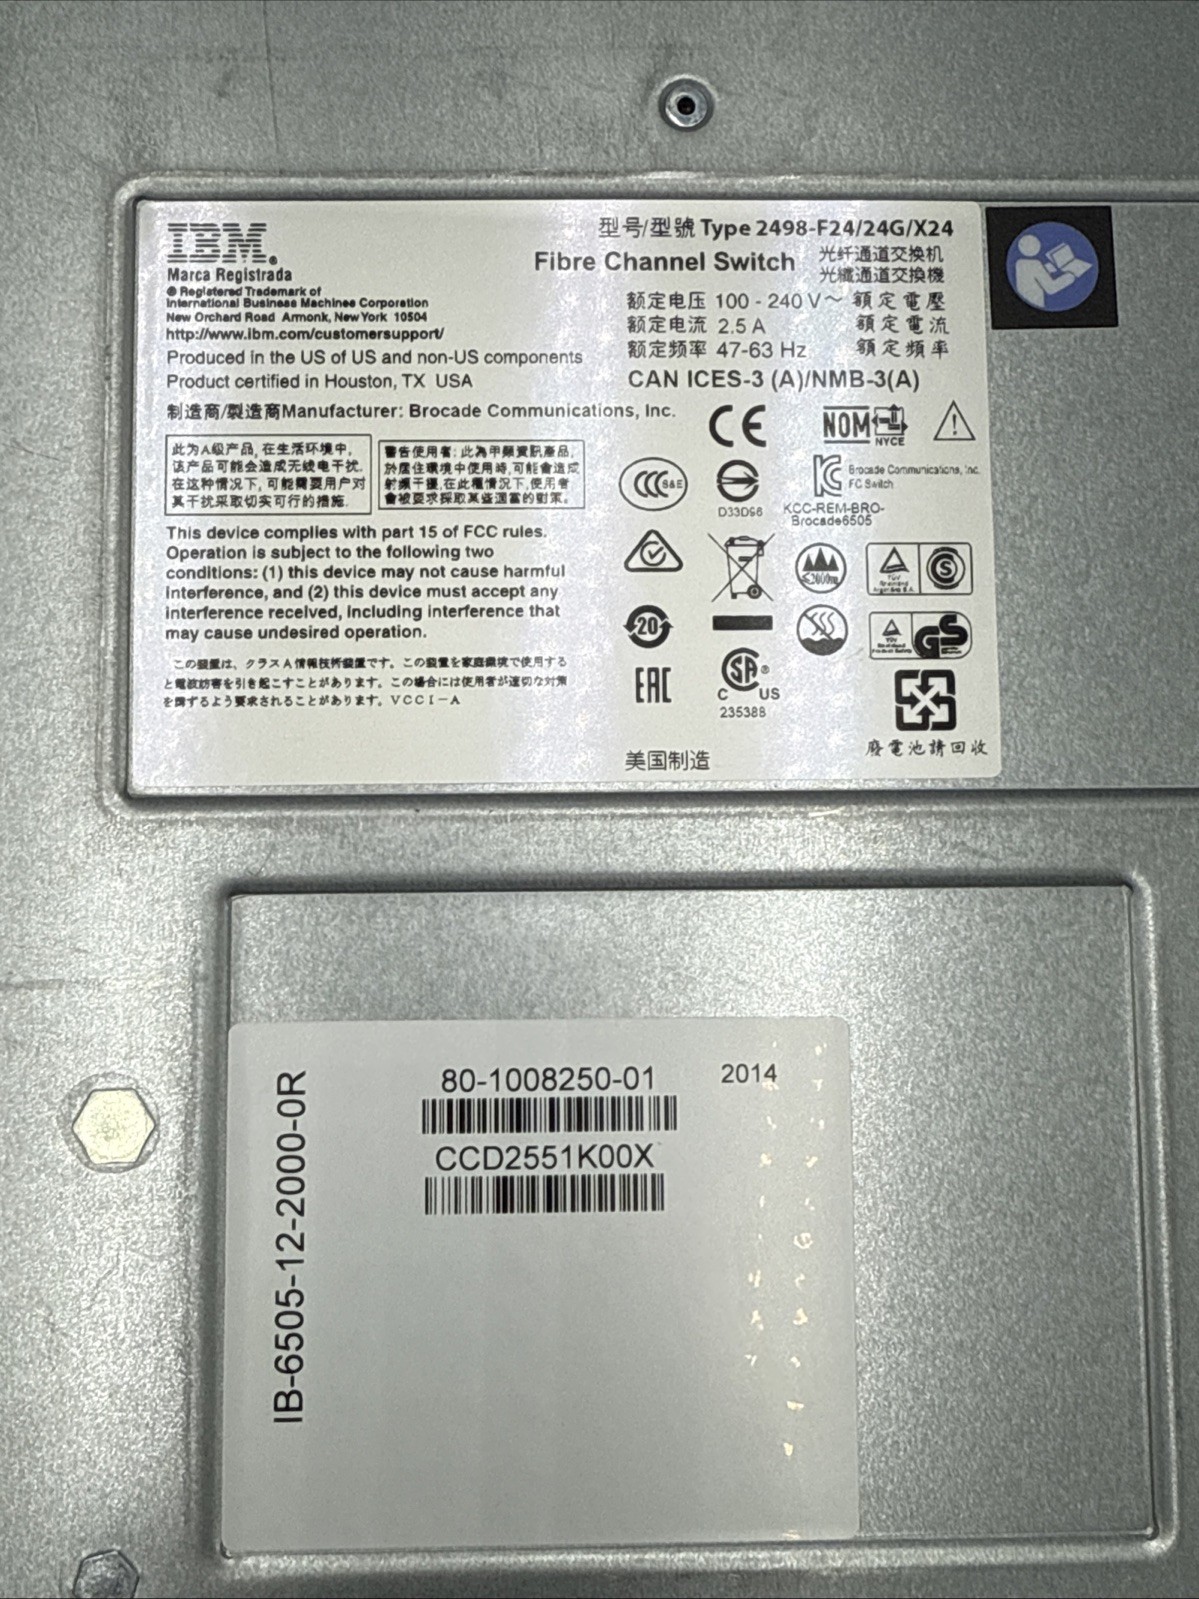 IBM®
Marca Registrada
® Registered Trademark of
International Business Machines Corporation
New Orchard Road Armonk, New York 10504
http://www.ibm.com/customersupport/
Produced in the US of US and non-US components
Product certified in Houston, TX USA
制造商/製造商Manufacturer: Brocade Communications, Inc.
型号/型號 Type 2498-F24/24G/X24
Fibre Channel Switch 光纤通道交换机
光纖通道交換機
额定电压 100 - 240 V～ 額定電壓
额定电流 2.5 A 額定電流
额定频率 47-63 Hz 額定頻率
CAN ICES-3 (A)/NMB-3(A)
此为A级产品, 在生活环境中,
该产品可能会造成无线电干扰.
在这种情况下, 可能需要用户对
其干扰采取切实可行的措施.
警告使用者: 此為甲類資訊產品,
於居住環境中使用時, 可能會造成
射頻干擾, 在此種情況下, 使用者
會被要求採取某些適當的對策.
This device complies with part 15 of FCC rules.
Operation is subject to the following two
conditions: (1) this device may not cause harmful
interference, and (2) this device must accept any
interference received, including interference that
may cause undesired operation.
この装置は、クラスA情報技術装置です。この装置を家庭環境で使用する
と電波妨害を引き起こすことがあります。この場合には使用者が適切な対策
を講ずるよう要求されることがあります。VCCI-A
CE
NOM
NYCE
CCC S&E
D33D96
Brocade Communications, Inc.
FC Switch
KCC-REM-BRO-
Brocade6505
≤2000m
TÜV
S
20
TÜV
GS
EAC
SA®
C US
235388
美国制造
廢電池請回收
80-1008250-01
2014
CCD2551K00X
IB-6505-12-2000-0R